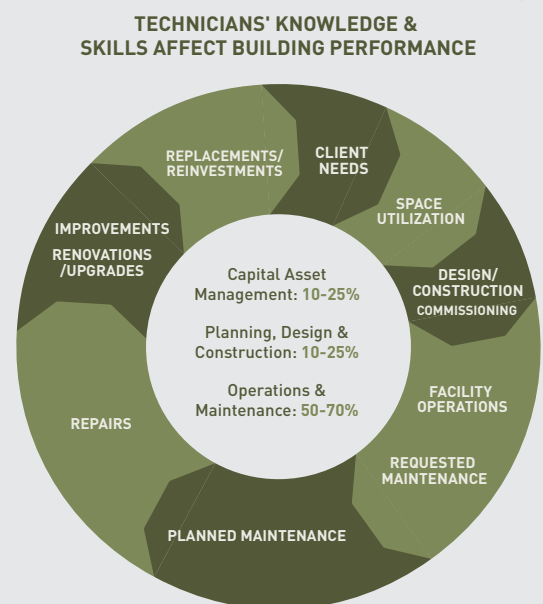 TECHNICIANS' KNOWLEDGE &
SKILLS AFFECT BUILDING PERFORMANCE
CLIENT
NEEDS
SPACE
UTILIZATION
DESIGN/
CONSTRUCTION
COMMISSIONING
FACILITY
OPERATIONS
REQUESTED
MAINTENANCE
PLANNED MAINTENANCE
REPAIRS
IMPROVEMENTS
RENOVATIONS
/UPGRADES
REPLACEMENTS/
REINVESTMENTS
Capital Asset
Management: 10-25%
Planning, Design &
Construction: 10-25%
Operations &
Maintenance: 50-70%